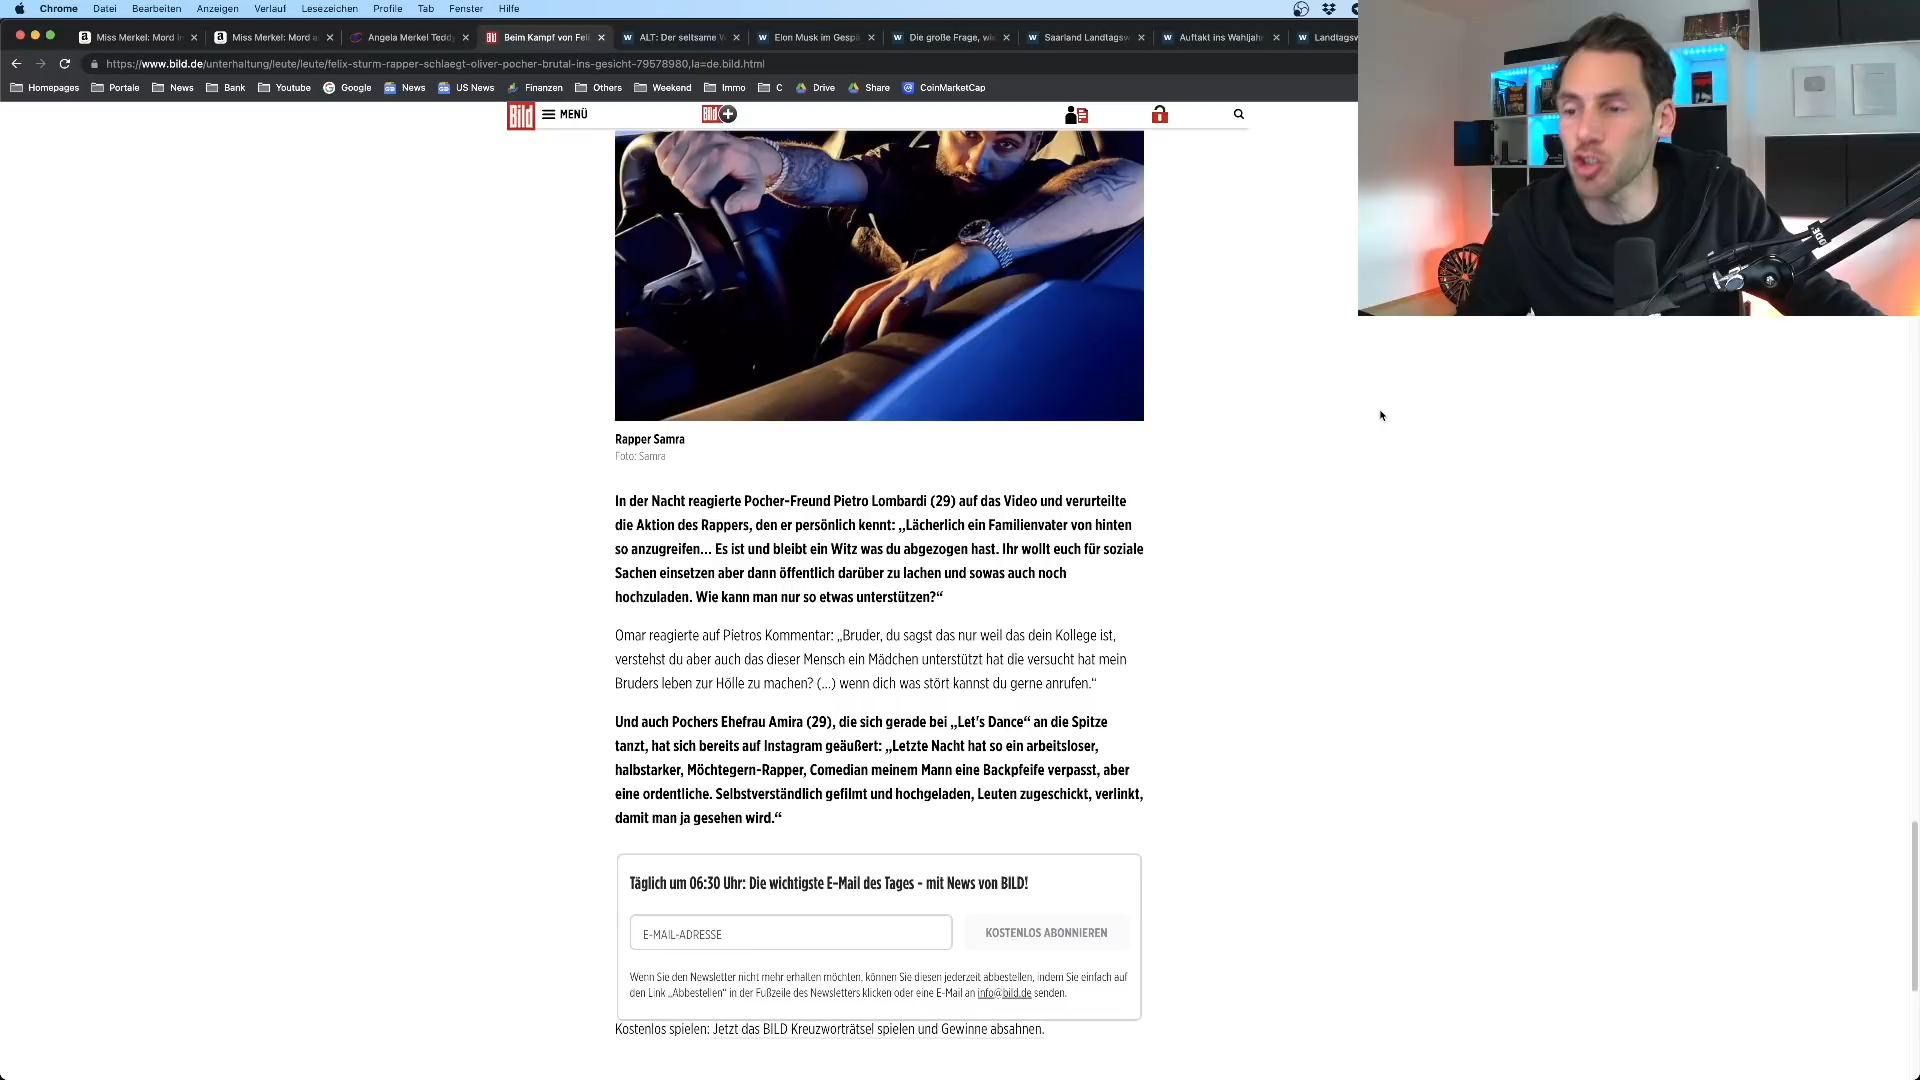 Chrome Datei Bearbeiten Anzeigen Verlauf Lesezeichen Profile Tab Fenster Hilfe
Miss Merkel: Mord i
Miss Merkel: Mord a
Angela Merkel Tedd
Beim Kampf von Feli
ALT: Der seltsame W
Elon Musk im Gesp
Die große Frage, wi
Saarland Landtags
Auftakt ins Wahljah
Landtagsw
https://www.bild.de/unterhaltung/leute/leute/felix-sturm-rapper-schlaegt-oliver-pocher-brutal-ins-gesicht-79578980,la=de.bild.html
Homepages Portale News Bank Youtube Google News US News Finanzen Others Weekend Immo C Drive Share CoinMarketCap
Bild MENÜ Bild+
Rapper Samra
Foto: Samra
In der Nacht reagierte Pocher-Freund Pietro Lombardi (29) auf das Video und verurteilte
die Aktion des Rappers, den er persönlich kennt: „Lächerlich ein Familienvater von hinten
so anzugreifen... Es ist und bleibt ein Witz was du abgezogen hast. Ihr wollt euch für soziale
Sachen einsetzen aber dann öffentlich darüber zu lachen und sowas auch noch
hochzuladen. Wie kann man nur so etwas unterstützen?“
Omar reagierte auf Pietros Kommentar: „Bruder, du sagst das nur weil das dein Kollege ist,
verstehst du aber auch das dieser Mensch ein Mädchen unterstützt hat die versucht hat mein
Bruders leben zur Hölle zu machen? (...) wenn dich was stört kannst du gerne anrufen.“
Und auch Pochers Ehefrau Amira (29), die sich gerade bei „Let's Dance“ an die Spitze
tanzt, hat sich bereits auf Instagram geäußert: „Letzte Nacht hat so ein arbeitsloser,
halbstarker, Möchtegern-Rapper, Comedian meinem Mann eine Backpfeife verpasst, aber
eine ordentliche. Selbstverständlich gefilmt und hochgeladen, Leuten zugeschickt, verlinkt,
damit man ja gesehen wird.“
Täglich um 06:30 Uhr: Die wichtigste E-Mail des Tages - mit News von BILD!
E-MAIL-ADRESSE
KOSTENLOS ABONNIEREN
Wenn Sie den Newsletter nicht mehr erhalten möchten, können Sie diesen jederzeit abbestellen, indem Sie einfach auf
den Link „Abbestellen“ in der Fußzeile des Newsletters klicken oder eine E-Mail an info@bild.de senden.
Kostenlos spielen: Jetzt das BILD Kreuzworträtsel spielen und Gewinne absahnen.